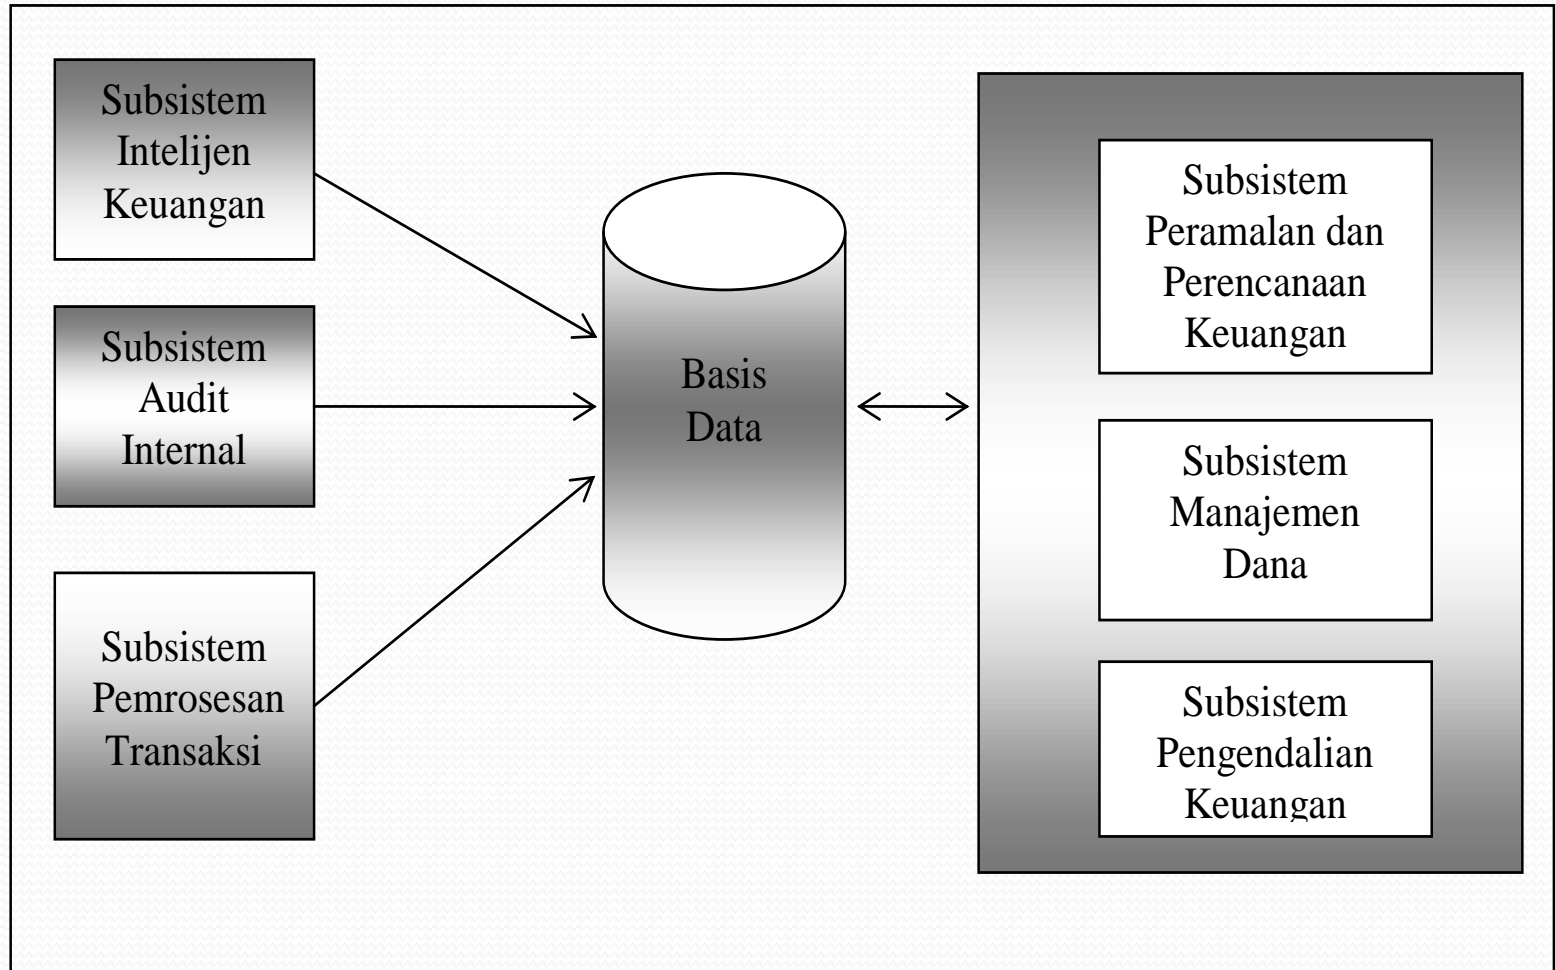 Subsistem
Intelijen
Keuangan
Subsistem
Audit
Internal
Subsistem
Pemrosesan
Transaksi
Basis
Data
Subsistem
Peramalan dan
Perencanaan
Keuangan
Subsistem
Manajemen
Dana
Subsistem
Pengendalian
Keuangan